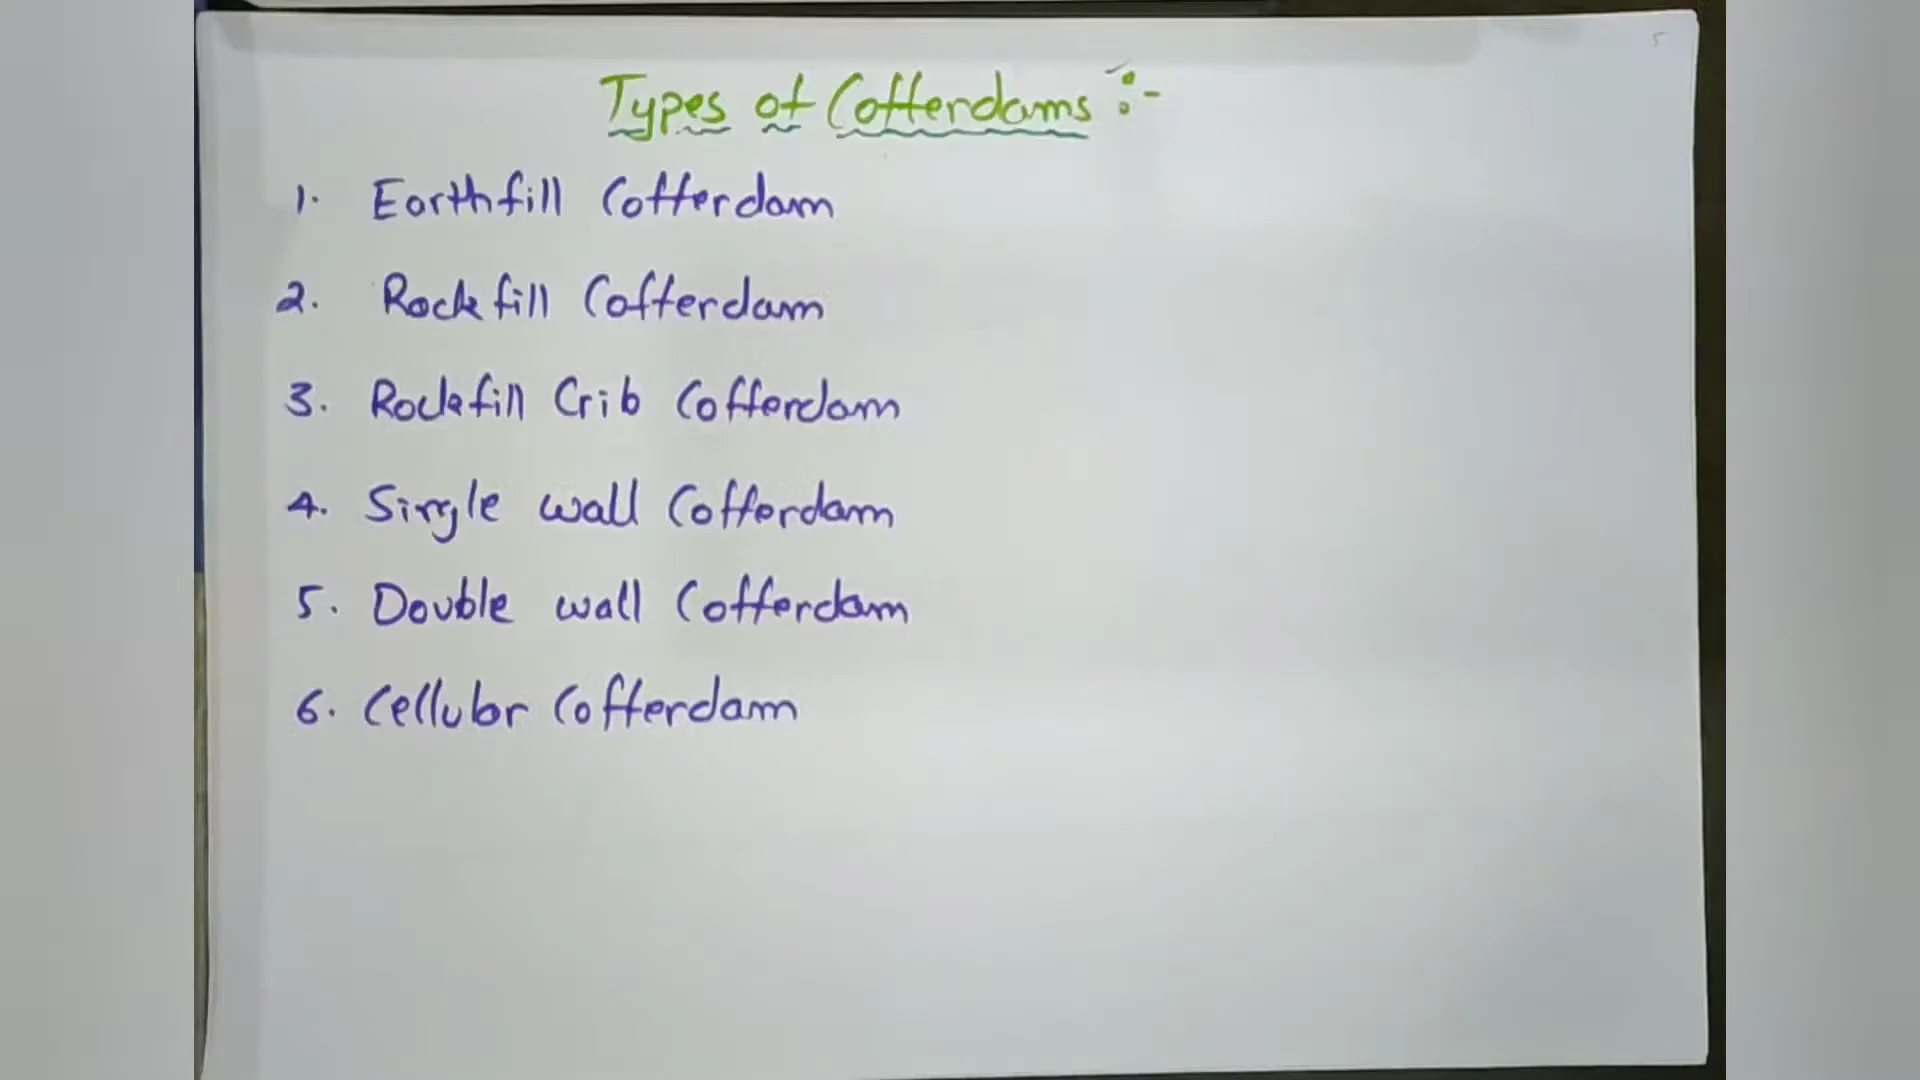 Types of Cofferdams :-
1. Earthfill Cofferdam
2. Rockfill Cofferdam
3. Rockfill Crib Cofferdam
4. Single wall Cofferdam
5. Double wall Cofferdam
6. Cellular Cofferdam